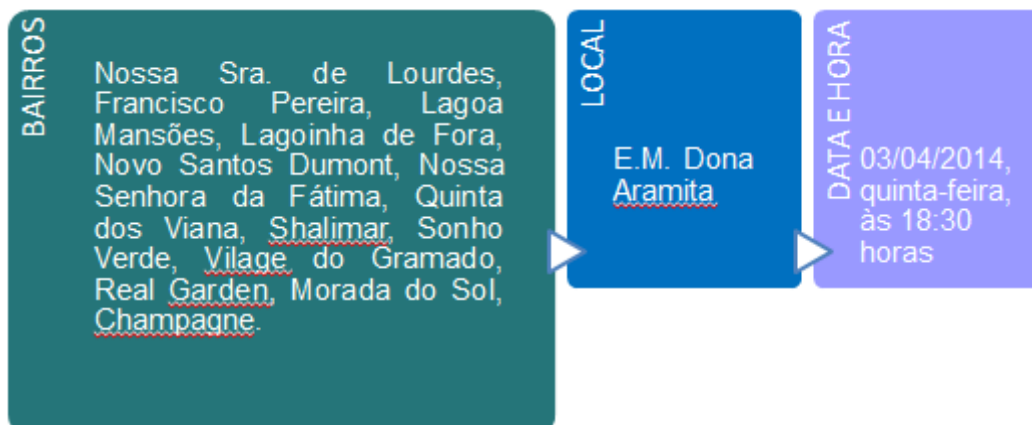 BAIRROS
Nossa Sra. de Lourdes,
Francisco Pereira, Lagoa
Mansões, Lagoinha de Fora,
Novo Santos Dumont, Nossa
Senhora da Fátima, Quinta
dos Viana, Shalimar, Sonho
Verde, Vilage do Gramado,
Real Garden, Morada do Sol,
Champagne.
LOCAL
E.M. Dona
Aramita
DATA E HORA
03/04/2014,
quinta-feira,
às 18:30
horas